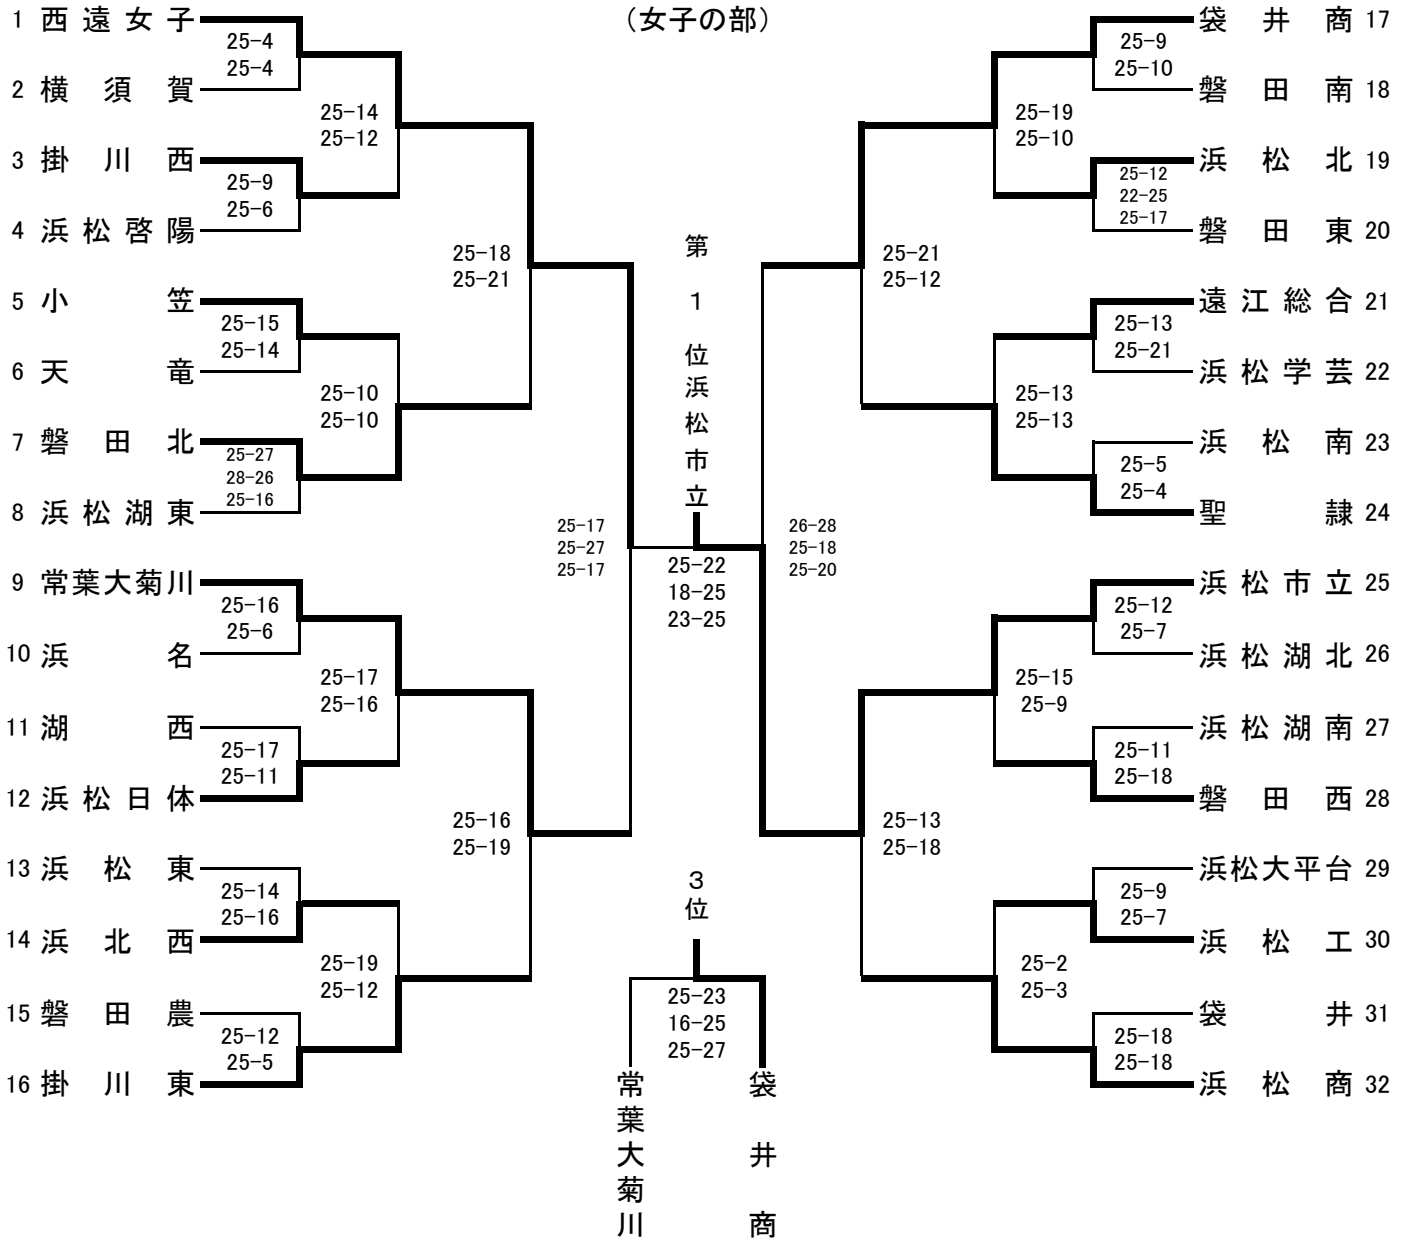 （女子の部）
1 西遠女子
25-4
25-4
2 横須賀
25-14
25-12
3 掛川西
25-9
25-6
4 浜松啓陽
25-18
25-21
5 小笠
25-15
25-14
6 天竜
25-10
25-10
7 磐田北
25-27
28-26
25-16
8 浜松湖東
25-17
25-27
25-17
9 常葉大菊川
25-16
25-6
10 浜名
25-17
25-16
11 湖西
25-17
25-11
12 浜松日体
25-16
25-19
13 浜松東
25-14
25-16
14 浜北西
25-19
25-12
15 磐田農
25-12
25-5
16 掛川東
第1位浜松市立
25-22
18-25
23-25
3位
25-23
16-25
25-27
常葉大菊川
袋井商
袋井商 17
25-9
25-10
磐田南 18
25-19
25-10
浜松北 19
25-12
22-25
25-17
磐田東 20
25-21
25-12
遠江総合 21
25-13
25-21
浜松学芸 22
25-13
25-13
浜松南 23
25-5
25-4
聖隷 24
26-28
25-18
25-20
浜松市立 25
25-12
25-7
浜松湖北 26
25-15
25-9
浜松湖南 27
25-11
25-18
磐田西 28
25-13
25-18
浜松大平台 29
25-9
25-7
浜松工 30
25-2
25-3
袋井 31
25-18
25-18
浜松商 32